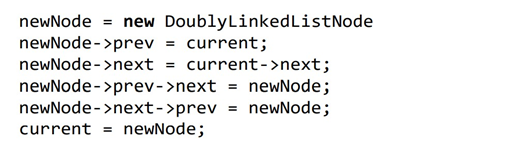 newNode = new DoublyLinkedListNode
newNode->prev = current;
newNode->next = current->next;
newNode->prev->next = newNode;
newNode->next->prev = newNode;
current = newNode;